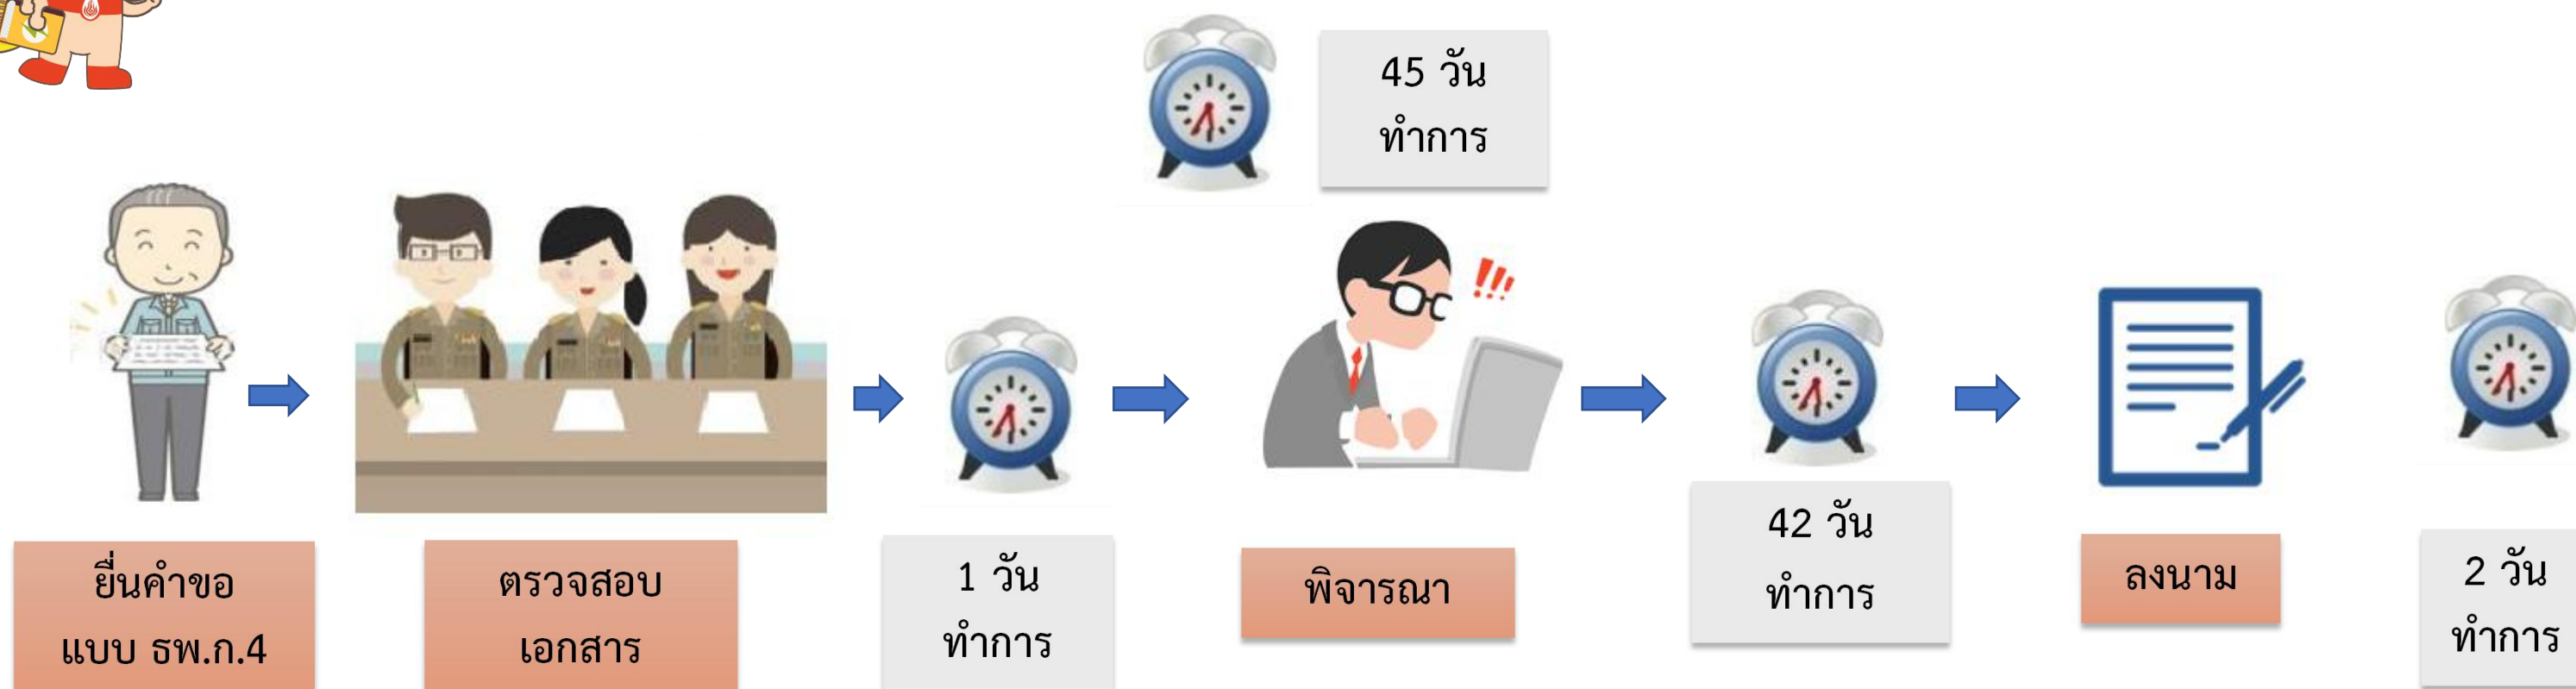 45 วัน
ทำการ
ยื่นคำขอ
แบบ ธพ.ก.4
ตรวจสอบ
เอกสาร
1 วัน
ทำการ
พิจารณา
42 วัน
ทำการ
ลงนาม
2 วัน
ทำการ